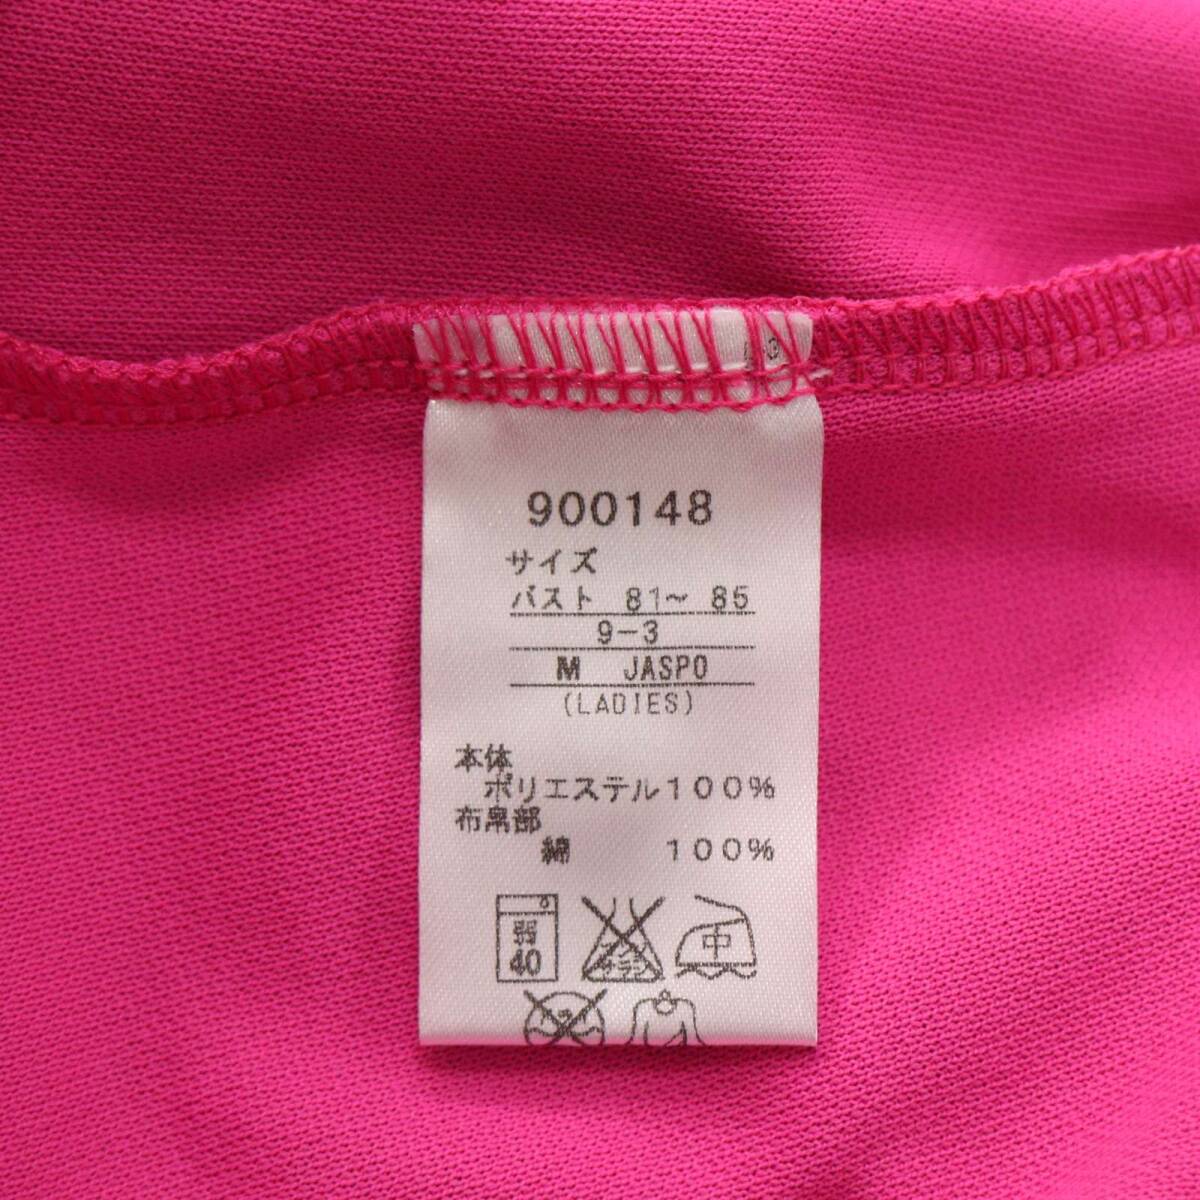 900148
サイズ
バスト 81～ 85
9-3
M JASPO
(LADIES)
本体
ポリエステル100%
布帛部
綿 100%
弱
40
中